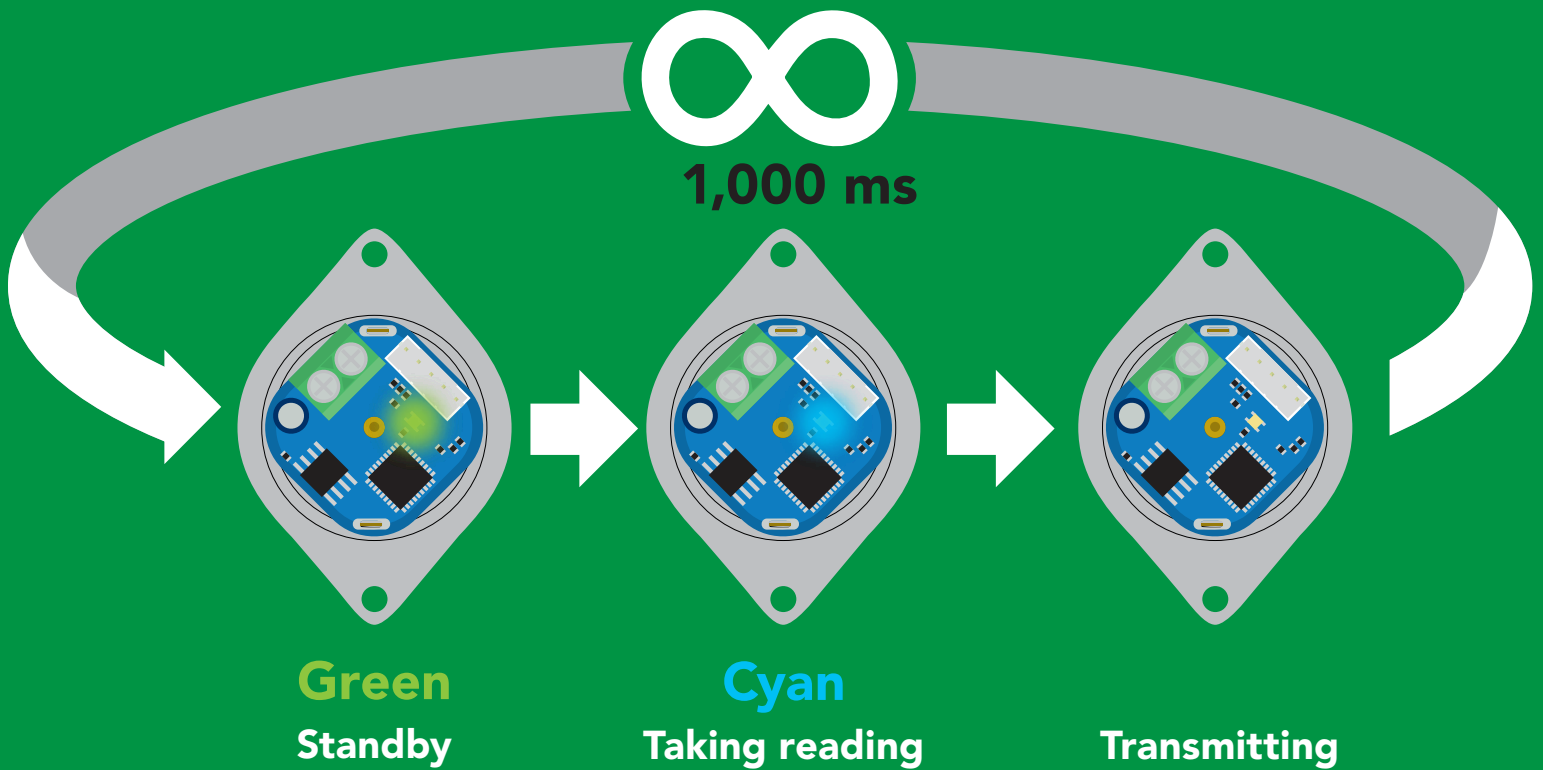 1,000 ms
Green
Standby
Cyan
Taking reading
Transmitting